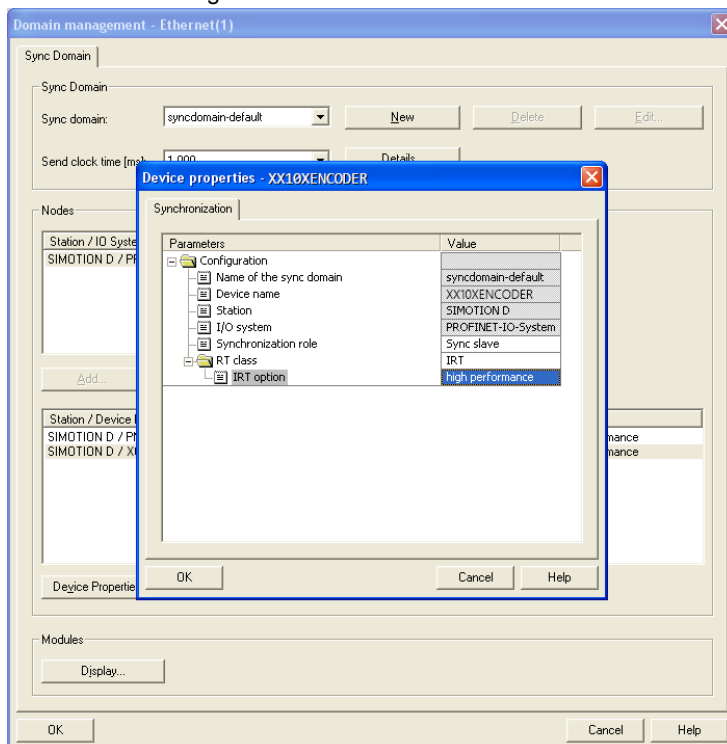 Domain management - Ethernet(1)
Sync Domain
Sync Domain
Sync domain:
syncdomain-default
New
Delete
Edit...
Send clock time [ms]:
1.000
Details
Device properties - XX10XENCODER
Synchronization
Nodes
Station / IO Syste
SIMOTION D / PR
Parameters
Value
Configuration
Name of the sync domain
syncdomain-default
Device name
XX10XENCODER
Station
SIMOTION D
I/O system
PROFINET-IO-System
Synchronization role
Sync slave
RT class
IRT
IRT option
high performance
Add...
Station / Device
SIMOTION D / PN
mance
SIMOTION D / X
mance
OK
Cancel
Help
Device Propertie
Modules
Display...
OK
Cancel
Help